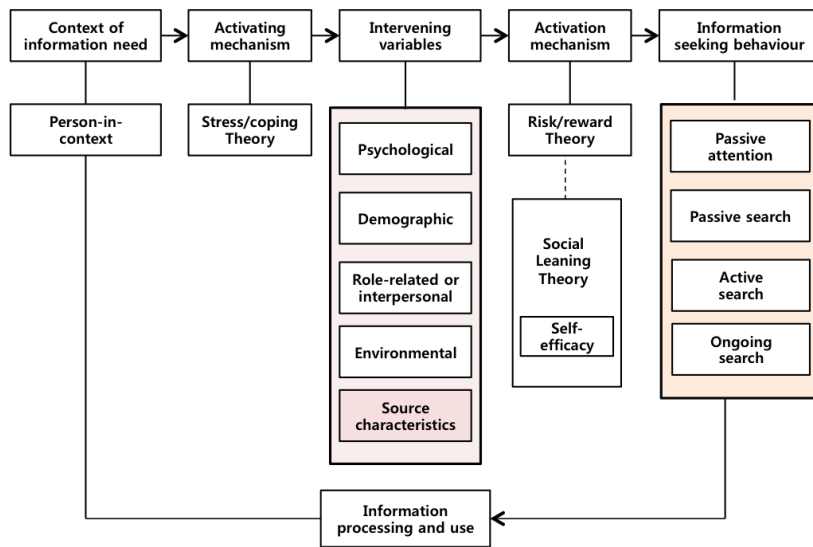 Context of
information need
Activating
mechanism
Intervening
variables
Activation
mechanism
Information
seeking behaviour
Person-in-
context
Stress/coping
Theory
Risk/reward
Theory
Psychological
Demographic
Role-related or
interpersonal
Environmental
Source
characteristics
Social
Leaning
Theory
Self-
efficacy
Passive
attention
Passive search
Active
search
Ongoing
search
Information
processing and use